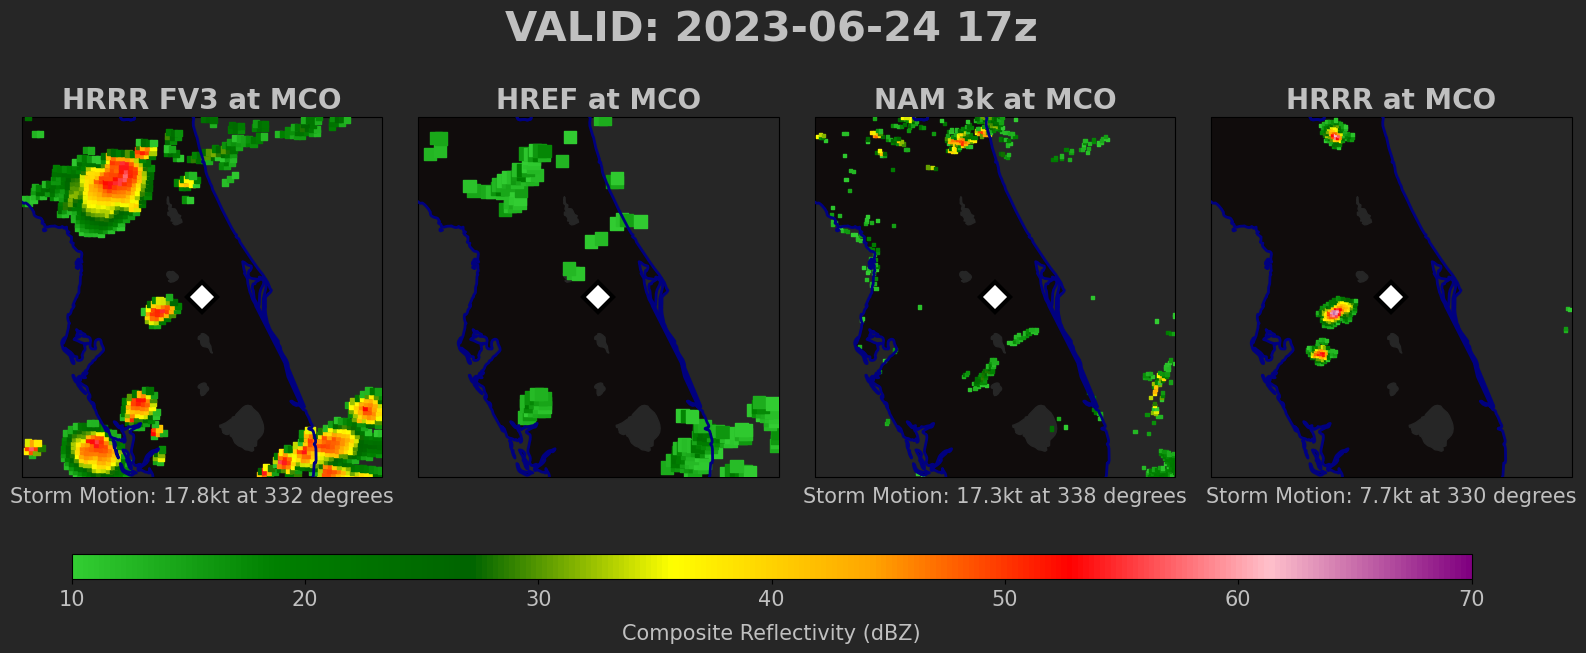 VALID: 2023-06-24 17z
HRRR FV3 at MCO
HREF at MCO
NAM 3k at MCO
HRRR at MCO
Storm Motion: 17.8kt at 332 degrees
Storm Motion: 17.3kt at 338 degrees
Storm Motion: 7.7kt at 330 degrees
10 20 30 40 50 60 70
Composite Reflectivity (dBZ)